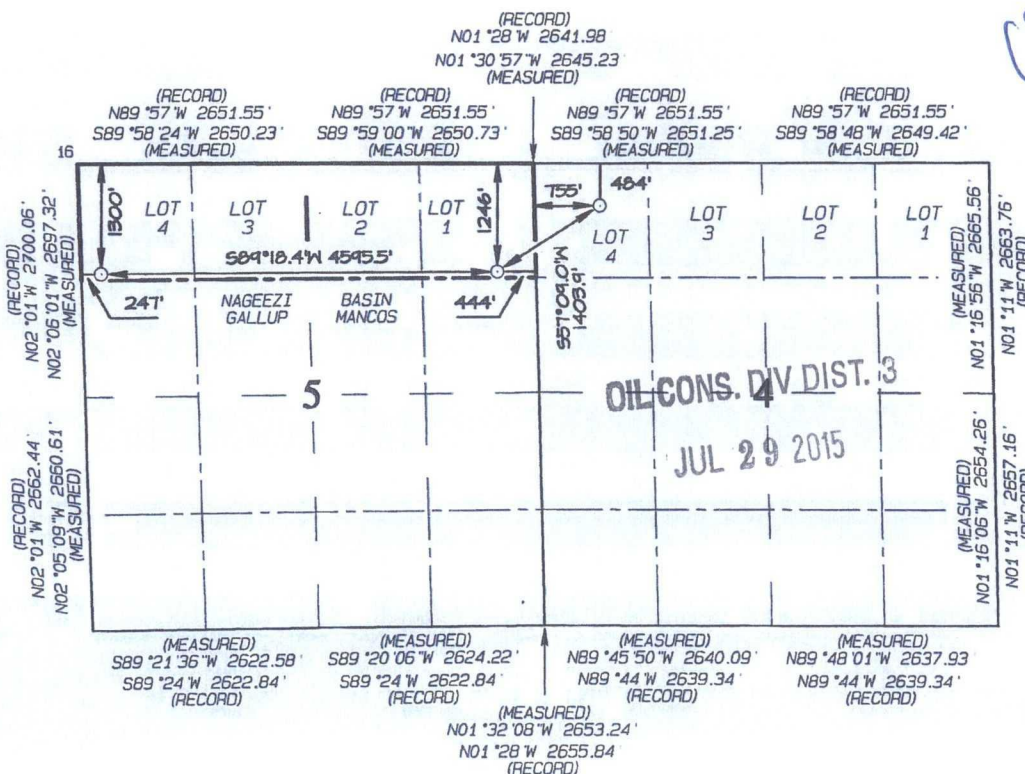 (RECORD)
N01°28'W 2641.98
N01°30'57"W 2645.23'
(MEASURED)
(RECORD)
N89°57'W 2651.55'
S89°58'24"W 2650.23'
(MEASURED)
(RECORD)
N89°57'W 2651.55'
S89°59'00"W 2650.73'
(MEASURED)
(RECORD)
N89°57'W 2651.55'
S89°58'50"W 2651.25'
(MEASURED)
(RECORD)
N89°57'W 2651.55'
S89°58'48"W 2649.42'
(MEASURED)
16
(RECORD)
N02°01'W 2700.06'
N02°06'01"W 2697.32'
(MEASURED)
1300'
LOT
4
LOT
3
LOT
2
LOT
1
1246'
755'
484'
LOT
4
LOT
3
LOT
2
LOT
1
N01°16'56"W 2665.56'
(MEASURED)
N01°11'W 2663.76'
(RECORD)
S89°18.4'W 4595.5'
247'
NAGEEZI
GALLUP
BASIN
MANCOS
444'
S57°09.0'W
1403.9'
5
4
OIL CONS. DIV DIST. 3
JUL 29 2015
(RECORD)
N02°01'W 2662.44'
N02°05'09"W 2660.61'
(MEASURED)
(MEASURED)
N01°16'06"W 2654.26'
N01°11'W 2657.16'
(MEASURED)
S89°21'36"W 2622.58'
S89°24'W 2622.84'
(RECORD)
(MEASURED)
S89°20'06"W 2624.22'
S89°24'W 2622.84'
(RECORD)
(MEASURED)
N89°45'50"W 2640.09'
N89°44'W 2639.34'
(RECORD)
(MEASURED)
N89°48'01"W 2637.93
N89°44'W 2639.34'
(RECORD)
(MEASURED)
N01°32'08"W 2653.24'
N01°28'W 2655.84'
(RECORD)